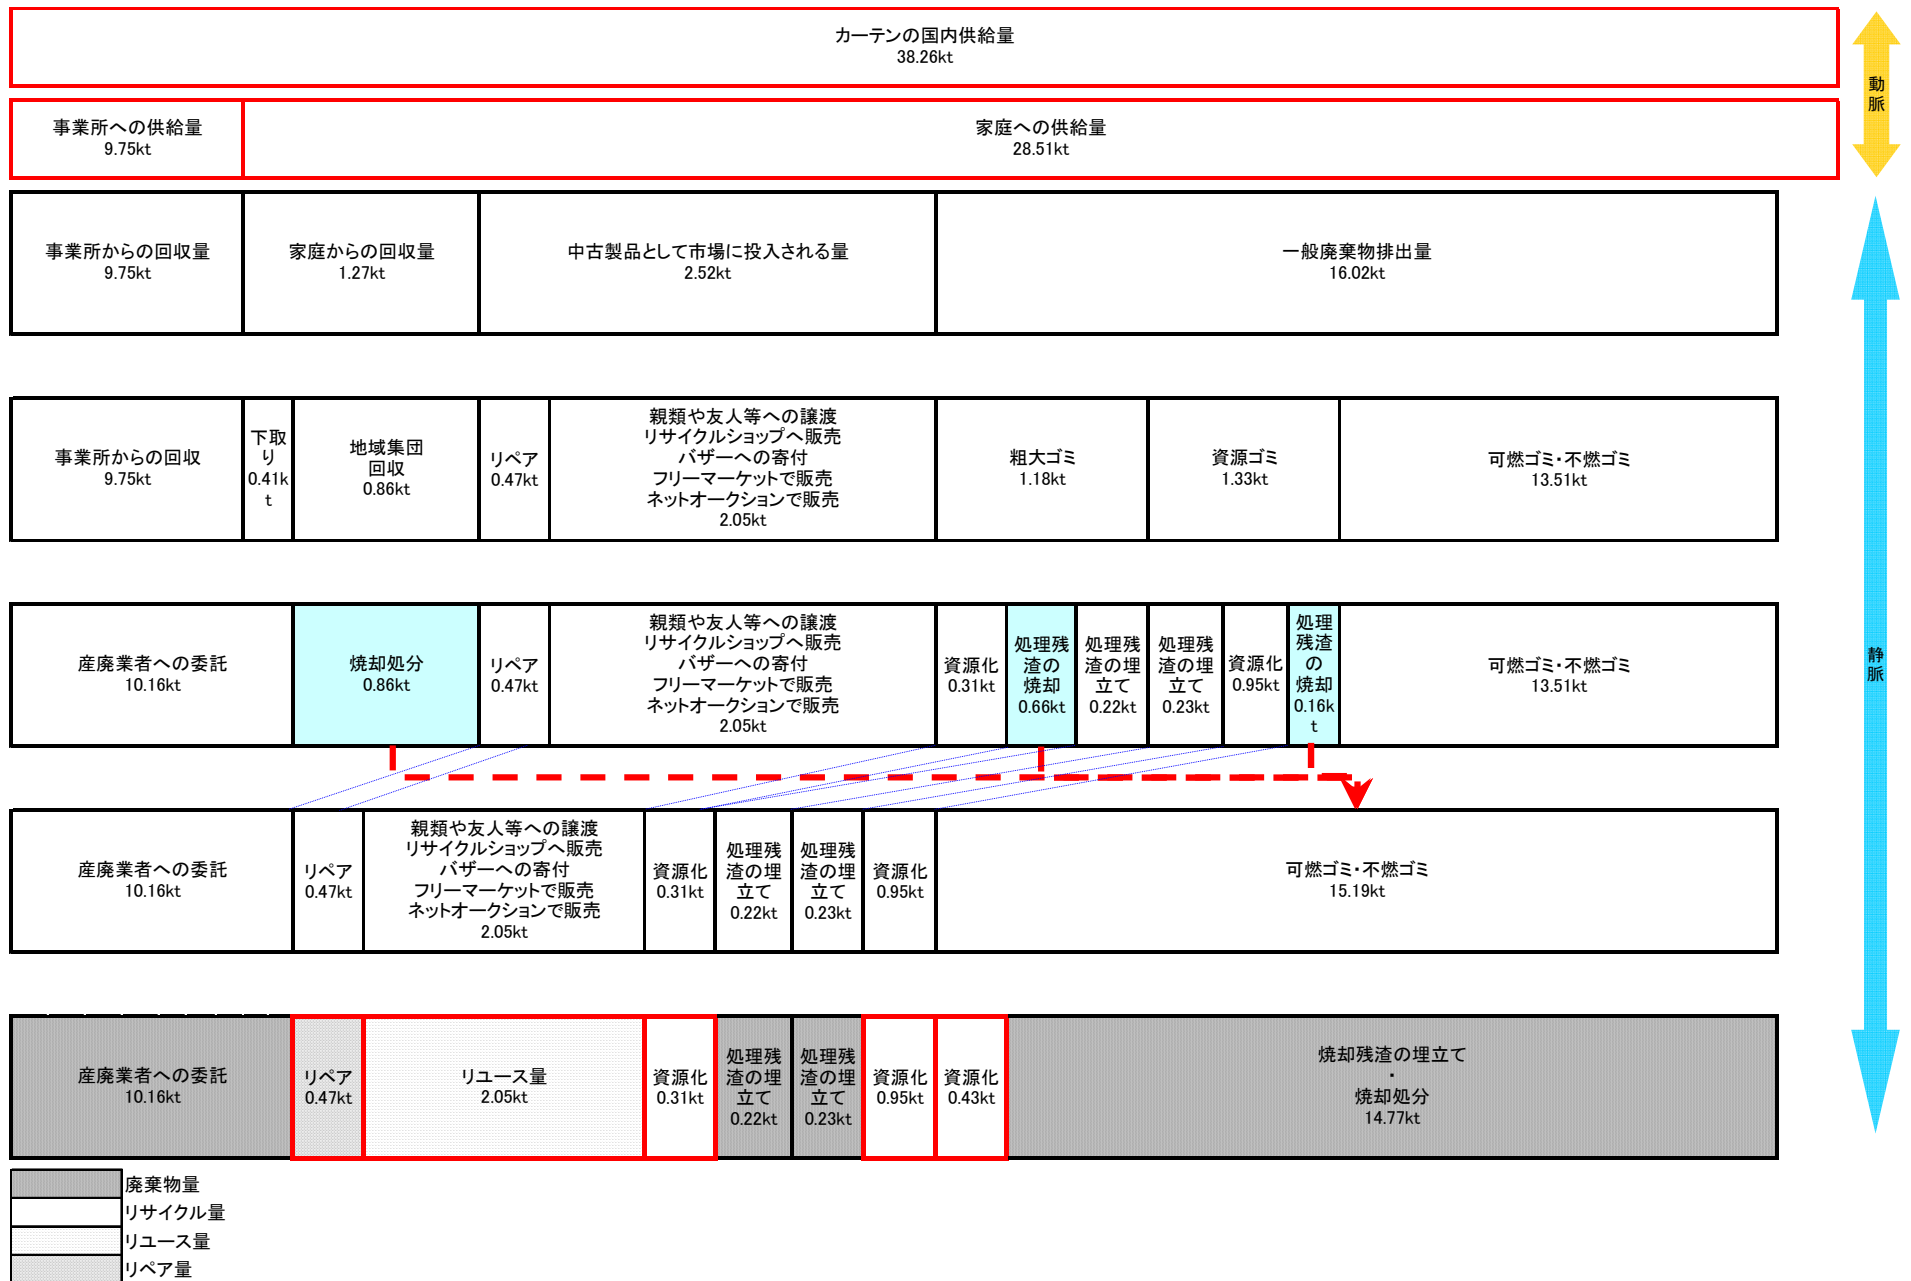 カーテンの国内供給量
38.26kt
動
脈
事業所への供給量
9.75kt
家庭への供給量
28.51kt
事業所からの回収量
9.75kt
家庭からの回収量
1.27kt
中古製品として市場に投入される量
2.52kt
一般廃棄物排出量
16.02kt
事業所からの回収
9.75kt
下取
り
0.41k
t
地域集団
回収
0.86kt
リペア
0.47kt
親類や友人等への譲渡
リサイクルショップへ販売
バザーへの寄付
フリーマーケットで販売
ネットオークションで販売
2.05kt
粗大ゴミ
1.18kt
資源ゴミ
1.33kt
可燃ゴミ・不燃ゴミ
13.51kt
産廃業者への委託
10.16kt
焼却処分
0.86kt
リペア
0.47kt
親類や友人等への譲渡
リサイクルショップへ販売
バザーへの寄付
フリーマーケットで販売
ネットオークションで販売
2.05kt
資源化
0.31kt
処理残
渣の
焼却
0.66kt
処理残
渣の埋
立て
0.22kt
処理残
渣の埋
立て
0.23kt
資源化
0.95kt
処理
残渣
の
焼却
0.16k
t
可燃ゴミ・不燃ゴミ
13.51kt
静
脈
産廃業者への委託
10.16kt
リペア
0.47kt
親類や友人等への譲渡
リサイクルショップへ販売
バザーへの寄付
フリーマーケットで販売
ネットオークションで販売
2.05kt
資源化
0.31kt
処理残
渣の埋
立て
0.22kt
処理残
渣の埋
立て
0.23kt
資源化
0.95kt
可燃ゴミ・不燃ゴミ
15.19kt
産廃業者への委託
10.16kt
リペア
0.47kt
リユース量
2.05kt
資源化
0.31kt
処理残
渣の埋
立て
0.22kt
処理残
渣の埋
立て
0.23kt
資源化
0.95kt
資源化
0.43kt
焼却残渣の埋立て
・
焼却処分
14.77kt
廃棄物量
リサイクル量
リユース量
リペア量